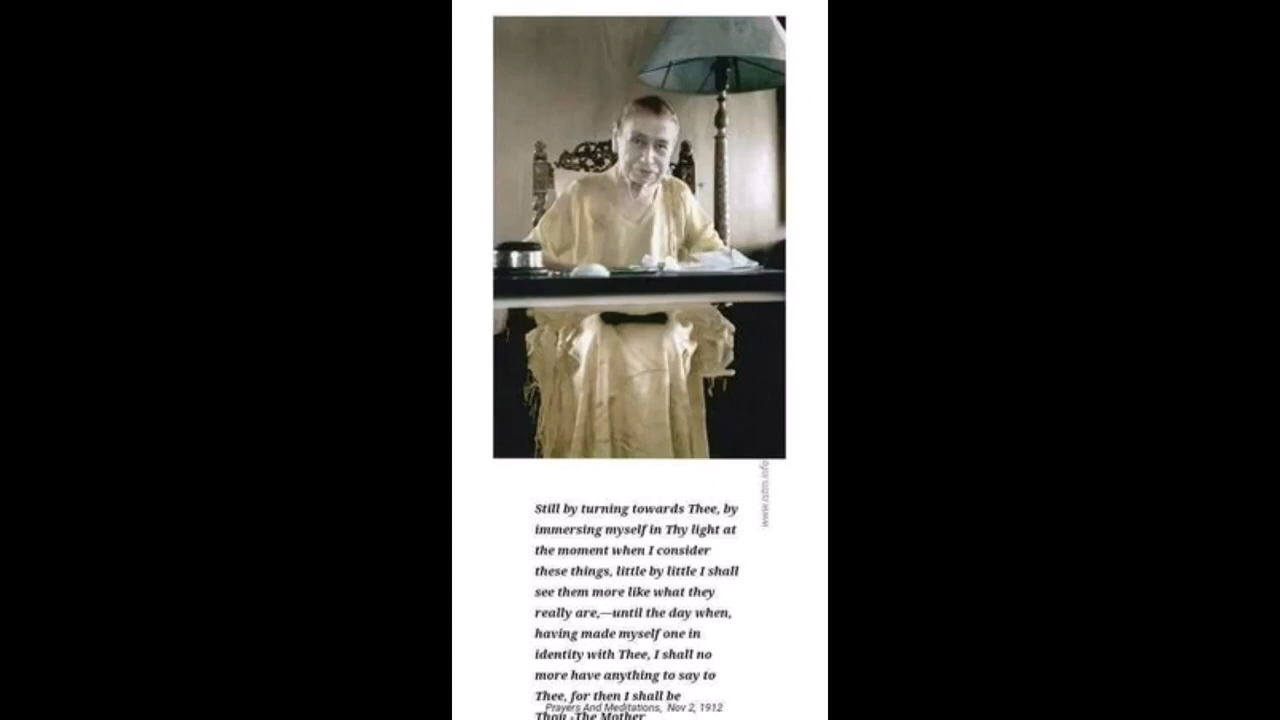 www.tsftn.info
Still by turning towards Thee, by
immersing myself in Thy light at
the moment when I consider
these things, little by little I shall
see them more like what they
really are,—until the day when,
having made myself one in
identity with Thee, I shall no
more have anything to say to
Thee, for then I shall be
Prayers And Meditations, Nov 2, 1912
Thou -The Mother